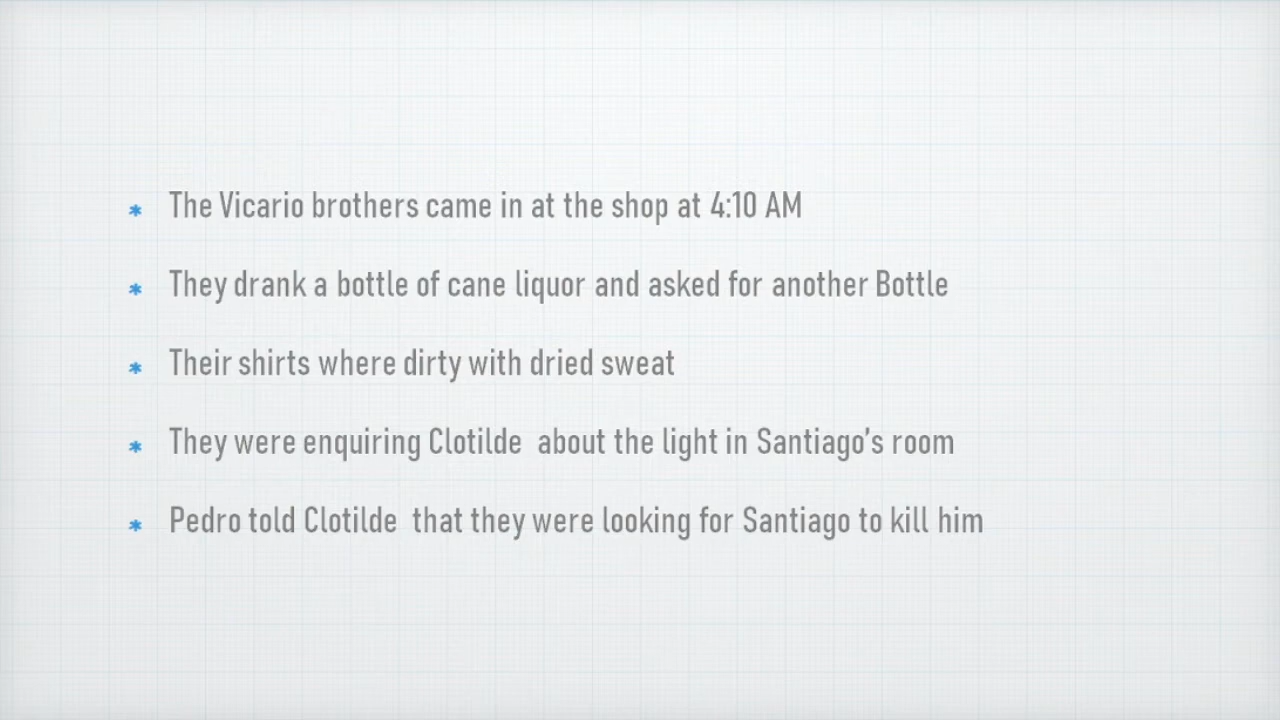 * The Vicario brothers came in at the shop at 4:10 AM
* They drank a bottle of cane liquor and asked for another Bottle
* Their shirts where dirty with dried sweat
* They were enquiring Clotilde  about the light in Santiago's room
* Pedro told Clotilde  that they were looking for Santiago to kill him